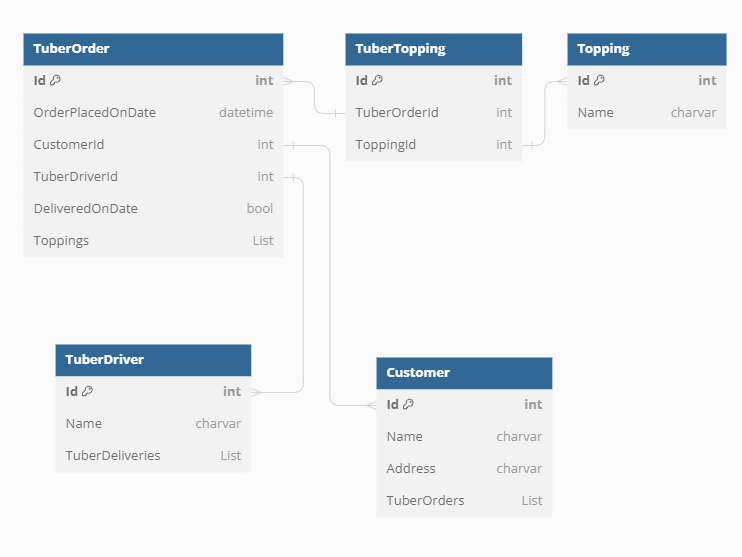 TuberOrder
Id int
OrderPlacedOnDate datetime
CustomerId int
TuberDriverId int
DeliveredOnDate bool
Toppings List
TuberTopping
Id int
TuberOrderId int
ToppingId int
Topping
Id int
Name charvar
TuberDriver
Id int
Name charvar
TuberDeliveries List
Customer
Id int
Name charvar
Address charvar
TuberOrders List